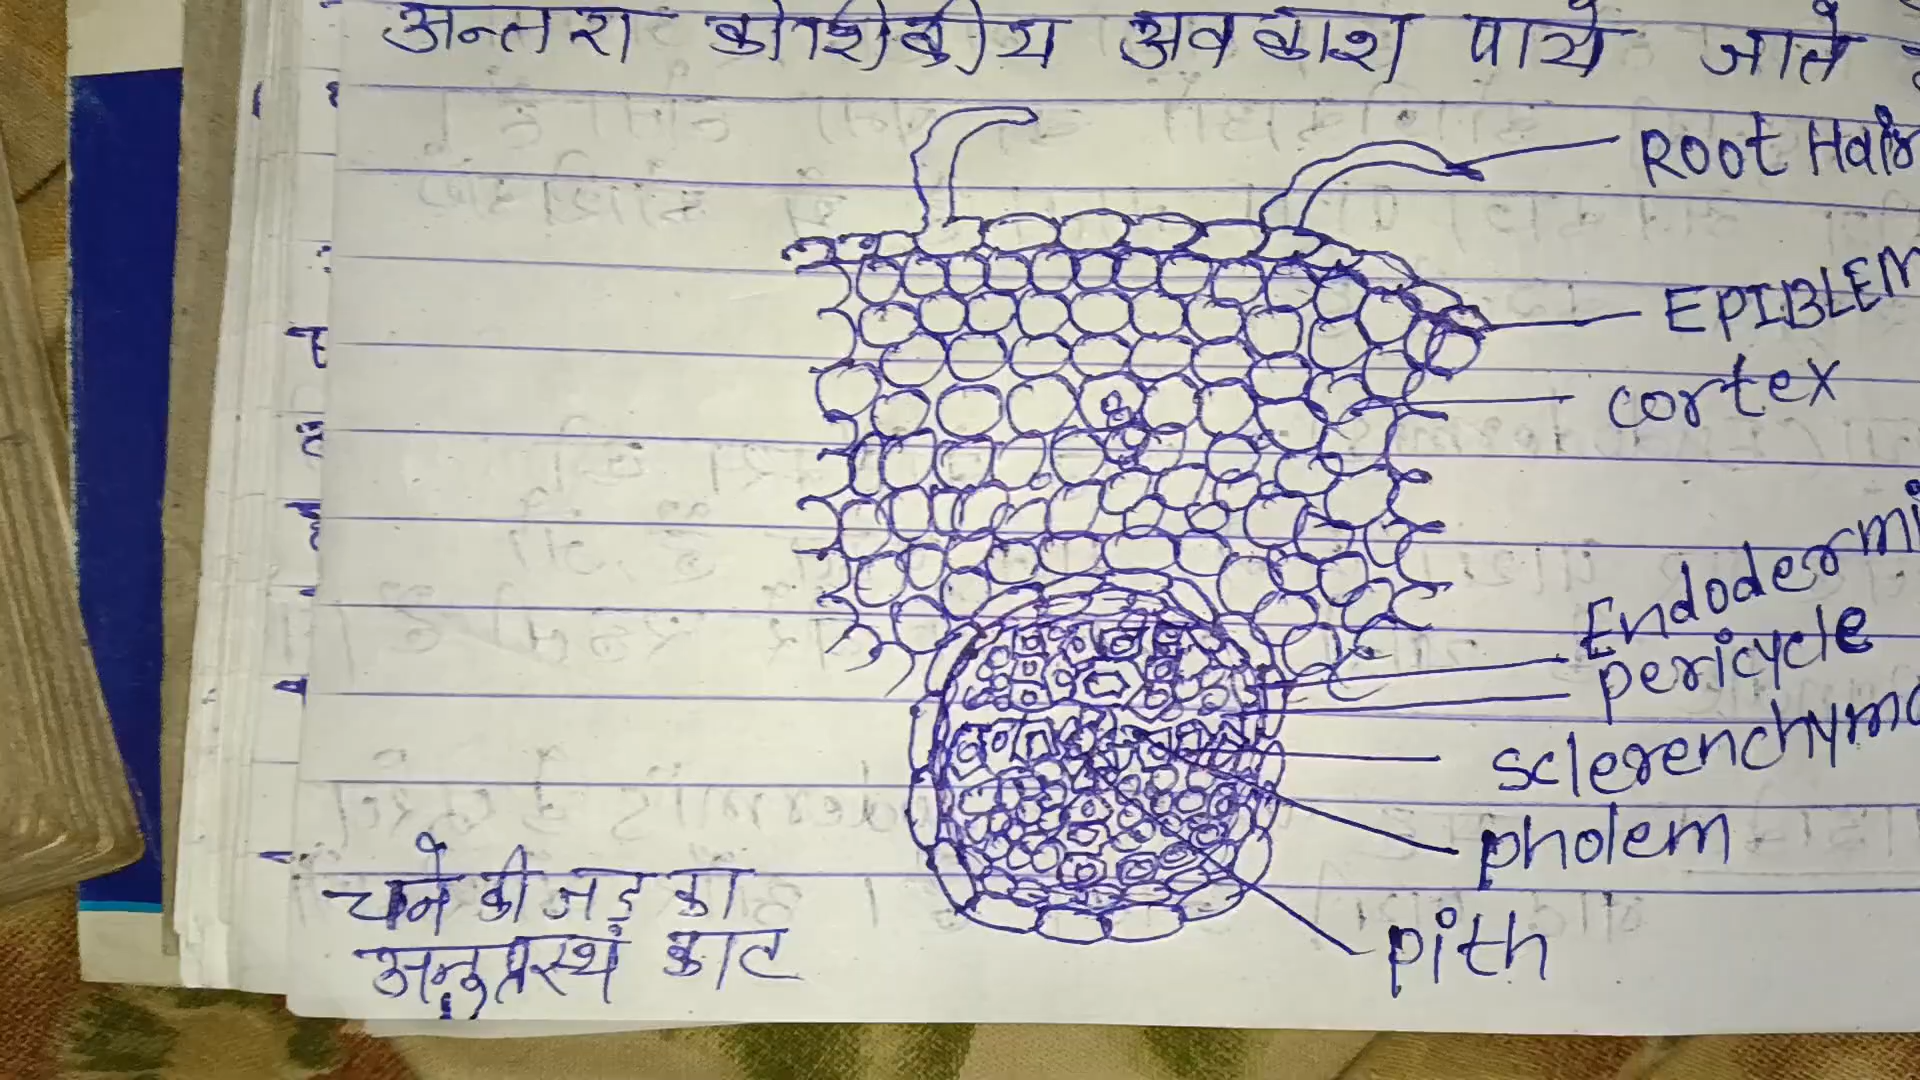 अन्तरा कोशिकीय अवकाश पाये जाते
ROOT Hair
EPIBLEM
cortex
Endodermi
pericycle
sclerenchyma
pholem
pith
चने की जड़ का
अनुप्रस्थ काट